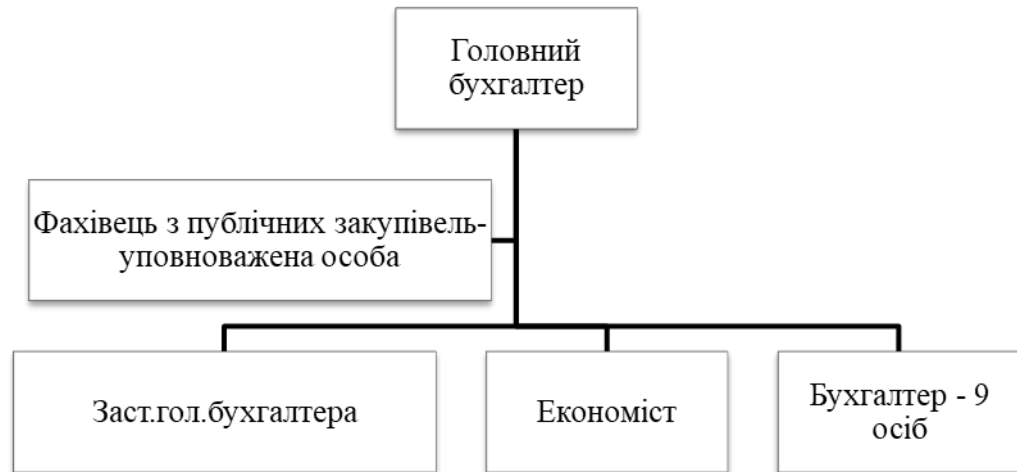 Головний
бухгалтер
Фахівець з публічних закупівель-
уповноважена особа
Заст.гол.бухгалтера
Економіст
Бухгалтер - 9
осіб